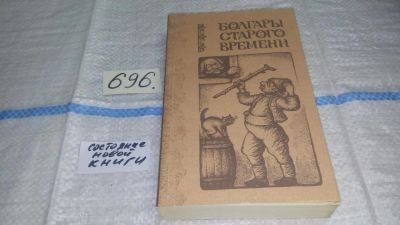 БОЛГАРЫ
СТАРОГО
ВРЕМЕНИ
696.
состояние
новой
книги